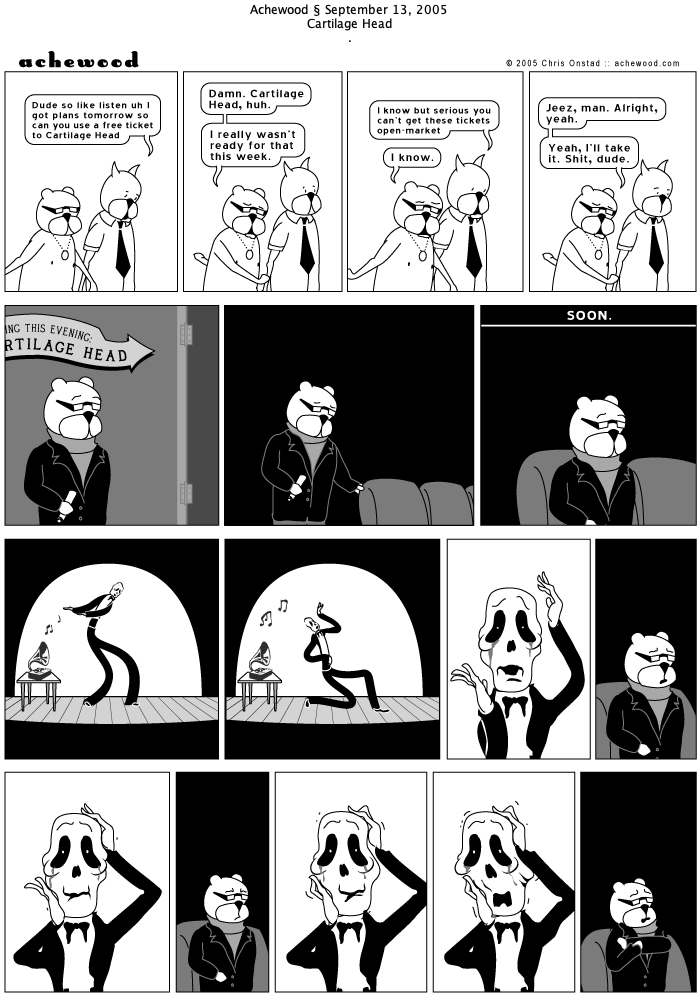 Achewood § September 13, 2005
Cartilage Head
.
achewood
© 2005 Chris Onstad :: achewood.com
Dude so like listen uh I
got plans tomorrow so
can you use a free ticket
to Cartilage Head
Damn. Cartilage
Head, huh.
I really wasn't
ready for that
this week.
I know but serious you
can't get these tickets
open-market
I know.
Jeez, man. Alright,
yeah.
Yeah, I'll take
it. Shit, dude.
ING THIS EVENING:
RTILAGE HEAD
SOON.